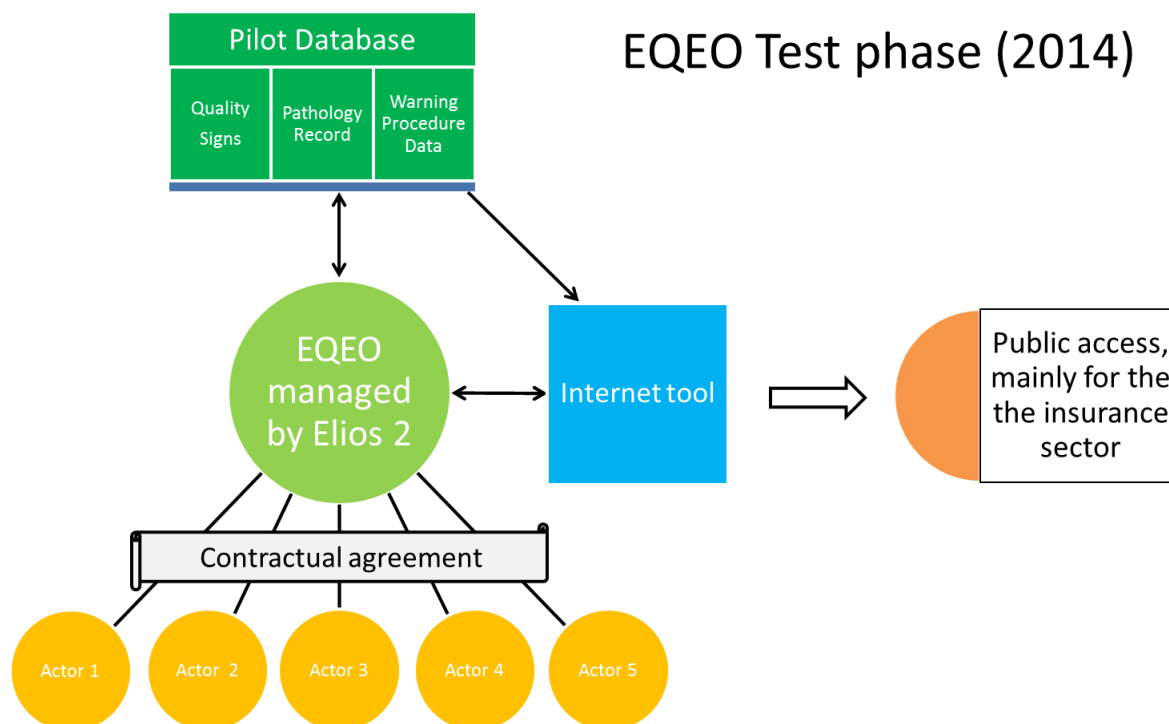 EQEO Test phase (2014)
Pilot Database
Quality
Signs
Pathology
Record
Warning
Procedure
Data
EQEO
managed
by Elios 2
Internet tool
Public access,
mainly for the
the insurance
sector
Contractual agreement
Actor 1
Actor 2
Actor 3
Actor 4
Actor 5